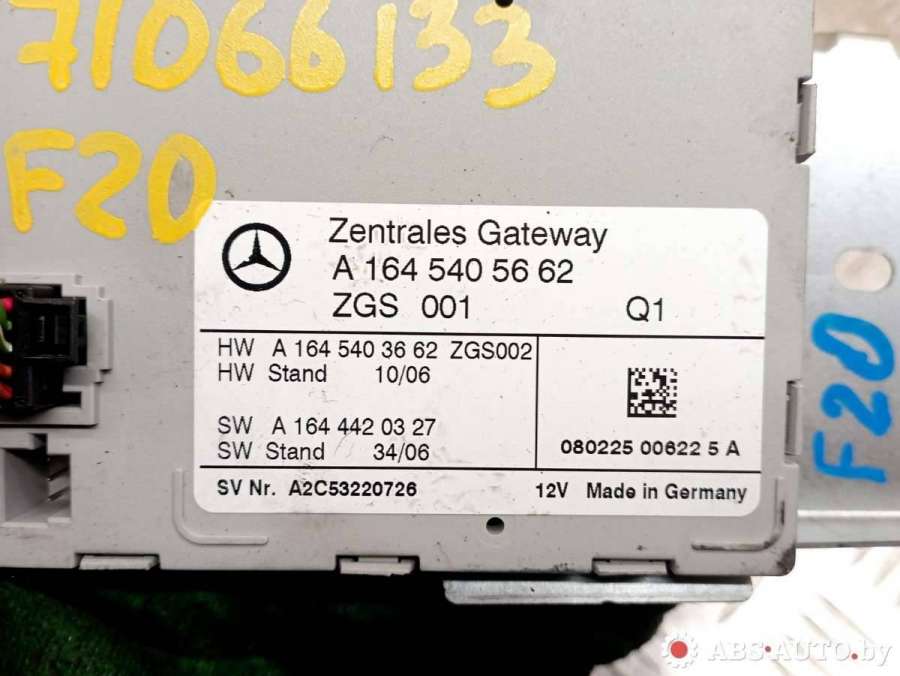 71066133
F20
Zentrales Gateway
A 164 540 56 62
ZGS 001 Q1
HW A 164 540 36 62 ZGS002
HW Stand 10/06
SW A 164 442 03 27
SW Stand 34/06
080225 00622 5 A
SV Nr. A2C53220726 12V Made in Germany
F20
ABS-AUTO.by